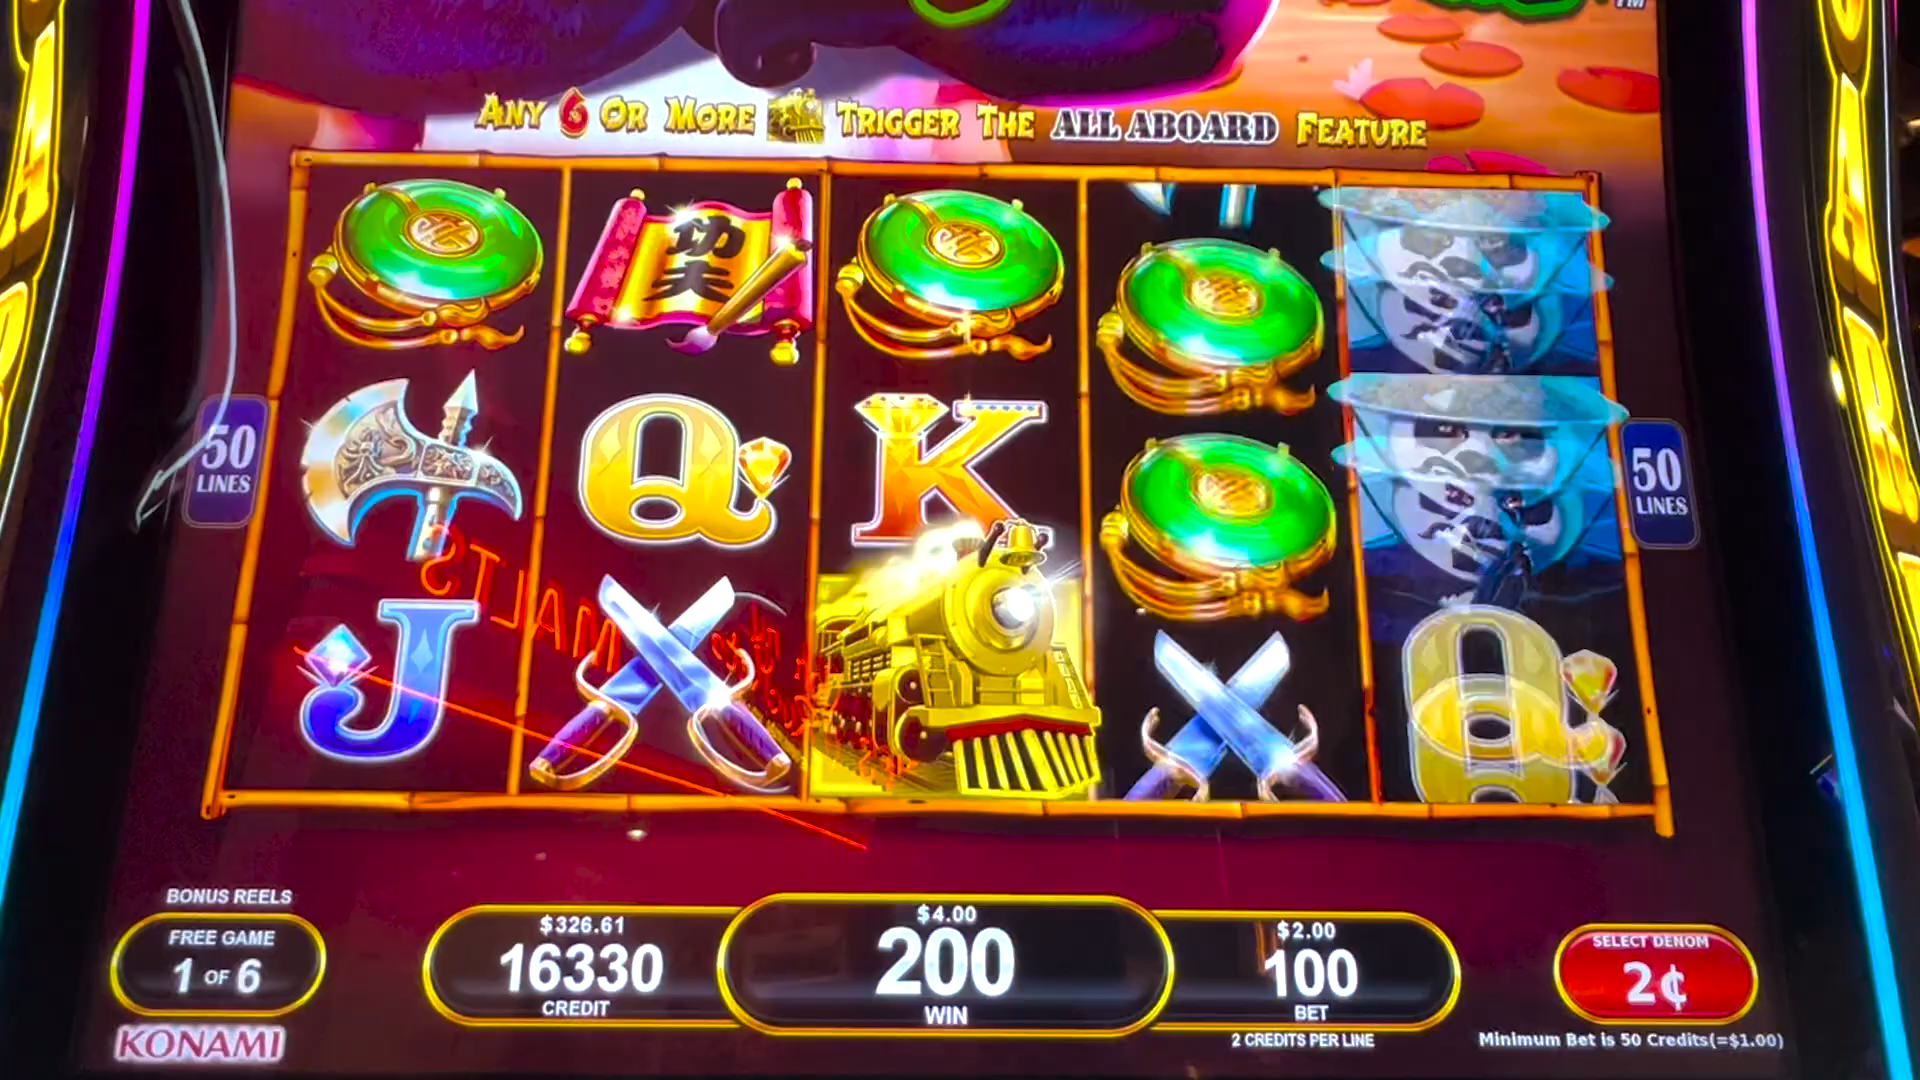 TM
ANY 6 OR MORE TRIGGER THE ALL ABOARD FEATURE
功夫
50 LINES
50 LINES
Q
K
J
Q
BONUS REELS
FREE GAME
1 OF 6
$326.61
16330
CREDIT
$4.00
200
WIN
$2.00
100
BET
2 CREDITS PER LINE
SELECT DENOM
2¢
Minimum Bet is 50 Credits(=$1.00)
KONAMI